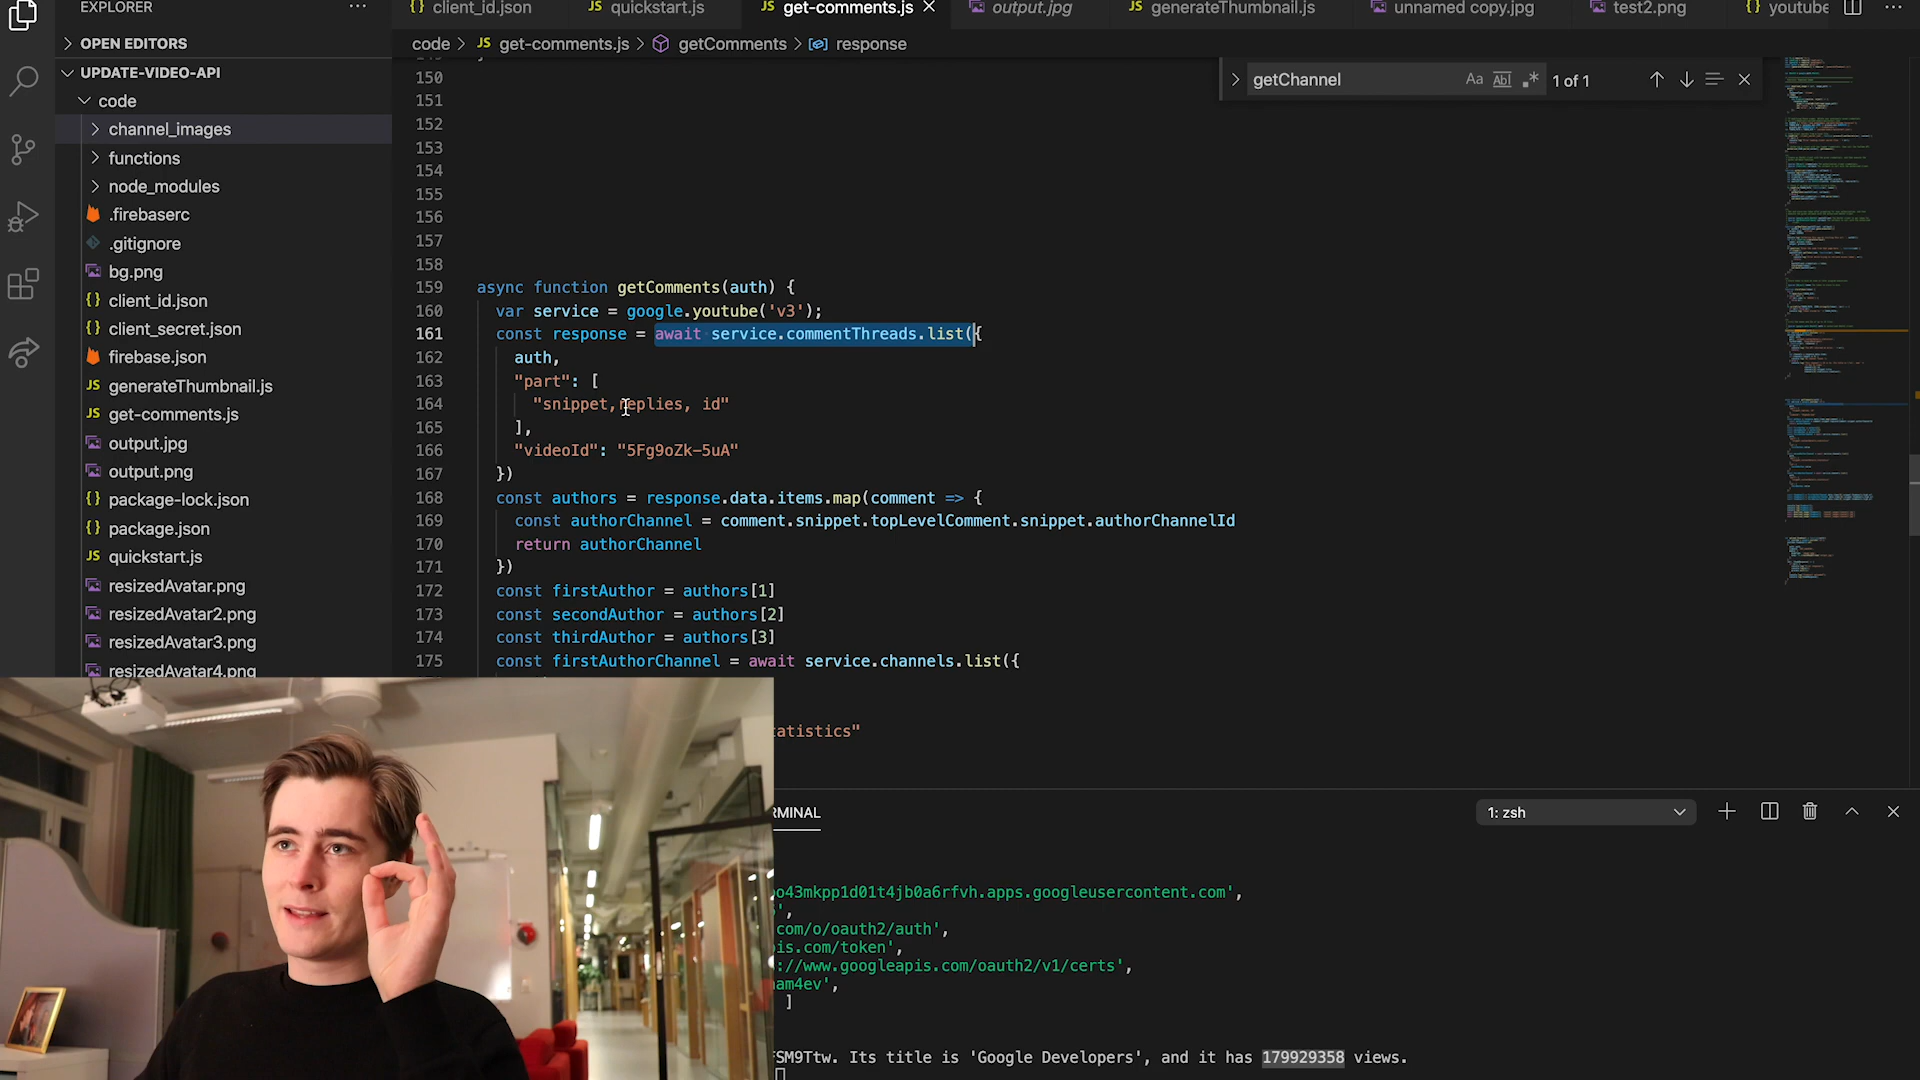 EXPLORER
OPEN EDITORS
UPDATE-VIDEO-API
code
channel_images
functions
node_modules
.firebaserc
.gitignore
bg.png
client_id.json
client_secret.json
firebase.json
generateThumbnail.js
get-comments.js
output.jpg
output.png
package-lock.json
package.json
quickstart.js
resizedAvatar.png
resizedAvatar2.png
resizedAvatar3.png
resizedAvatar4.png
{} client_id.json JS quickstart.js JS get-comments.js output.jpg JS generateThumbnail.js unnamed copy.jpg test2.png {} youtube
code > JS get-comments.js > getComments > response
getChannel Aa Abl .* 1 of 1
150
151
152
153
154
155
156
157
158
159 async function getComments(auth) {
160 var service = google.youtube('v3');
161 const response = await service.commentThreads.list({
162 auth,
163 "part": [
164 "snippet,replies, id"
165 ],
166 "videoId": "5Fg9oZk-5uA"
167 })
168 const authors = response.data.items.map(comment => {
169 const authorChannel = comment.snippet.topLevelComment.snippet.authorChannelId
170 return authorChannel
171 })
172 const firstAuthor = authors[1]
173 const secondAuthor = authors[2]
174 const thirdAuthor = authors[3]
175 const firstAuthorChannel = await service.channels.list({
tatistics"
RMINAL
1: zsh
o43mkpp1d01t4jb0a6rfvh.apps.googleusercontent.com',
',
com/o/oauth2/auth',
is.com/token',
://www.googleapis.com/oauth2/v1/certs',
am4ev',
]
FSM9Ttw. Its title is 'Google Developers', and it has 179929358 views.